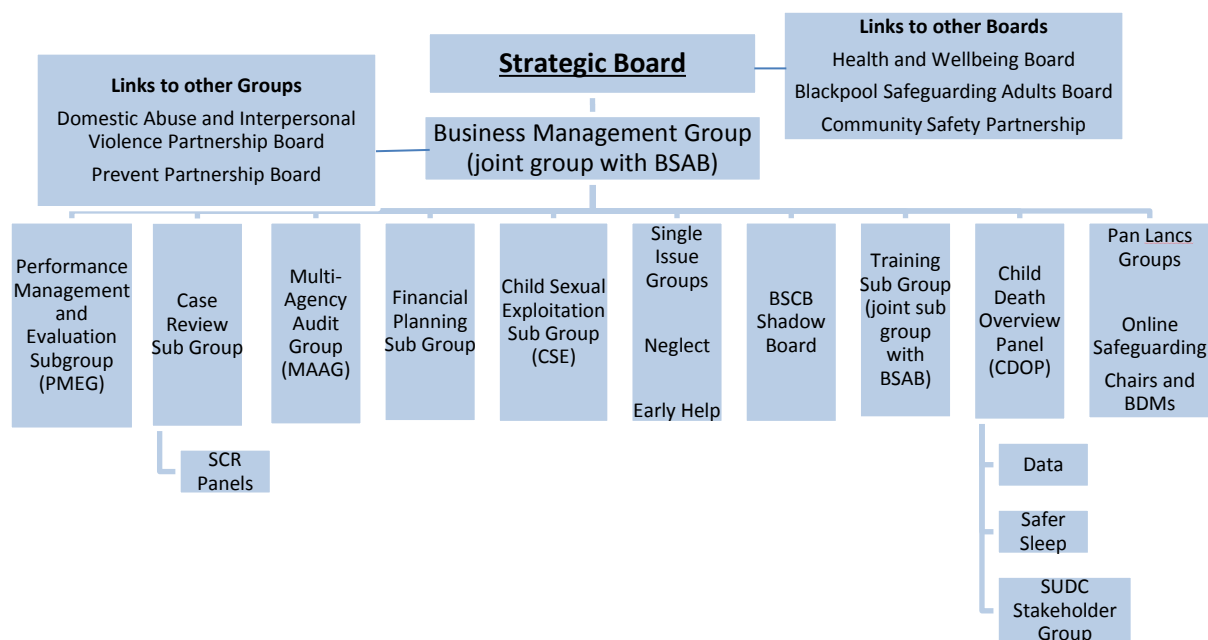 Links to other Boards
Health and Wellbeing Board
Blackpool Safeguarding Adults Board
Community Safety Partnership
Strategic Board
Links to other Groups
Domestic Abuse and Interpersonal
Violence Partnership Board
Prevent Partnership Board
Business Management Group
(joint group with BSAB)
Performance
Management
and
Evaluation
Subgroup
(PMEG)
Case
Review
Sub Group
Multi-
Agency
Audit
Group
(MAAG)
Financial
Planning
Sub Group
Child Sexual
Exploitation
Sub Group
(CSE)
Single
Issue
Groups
Neglect
Early Help
BSCB
Shadow
Board
Training
Sub Group
(joint sub
group
with
BSAB)
Child
Death
Overview
Panel
(CDOP)
Pan Lancs
Groups
Online
Safeguarding
Chairs and
BDMs
SCR
Panels
Data
Safer
Sleep
SUDC
Stakeholder
Group